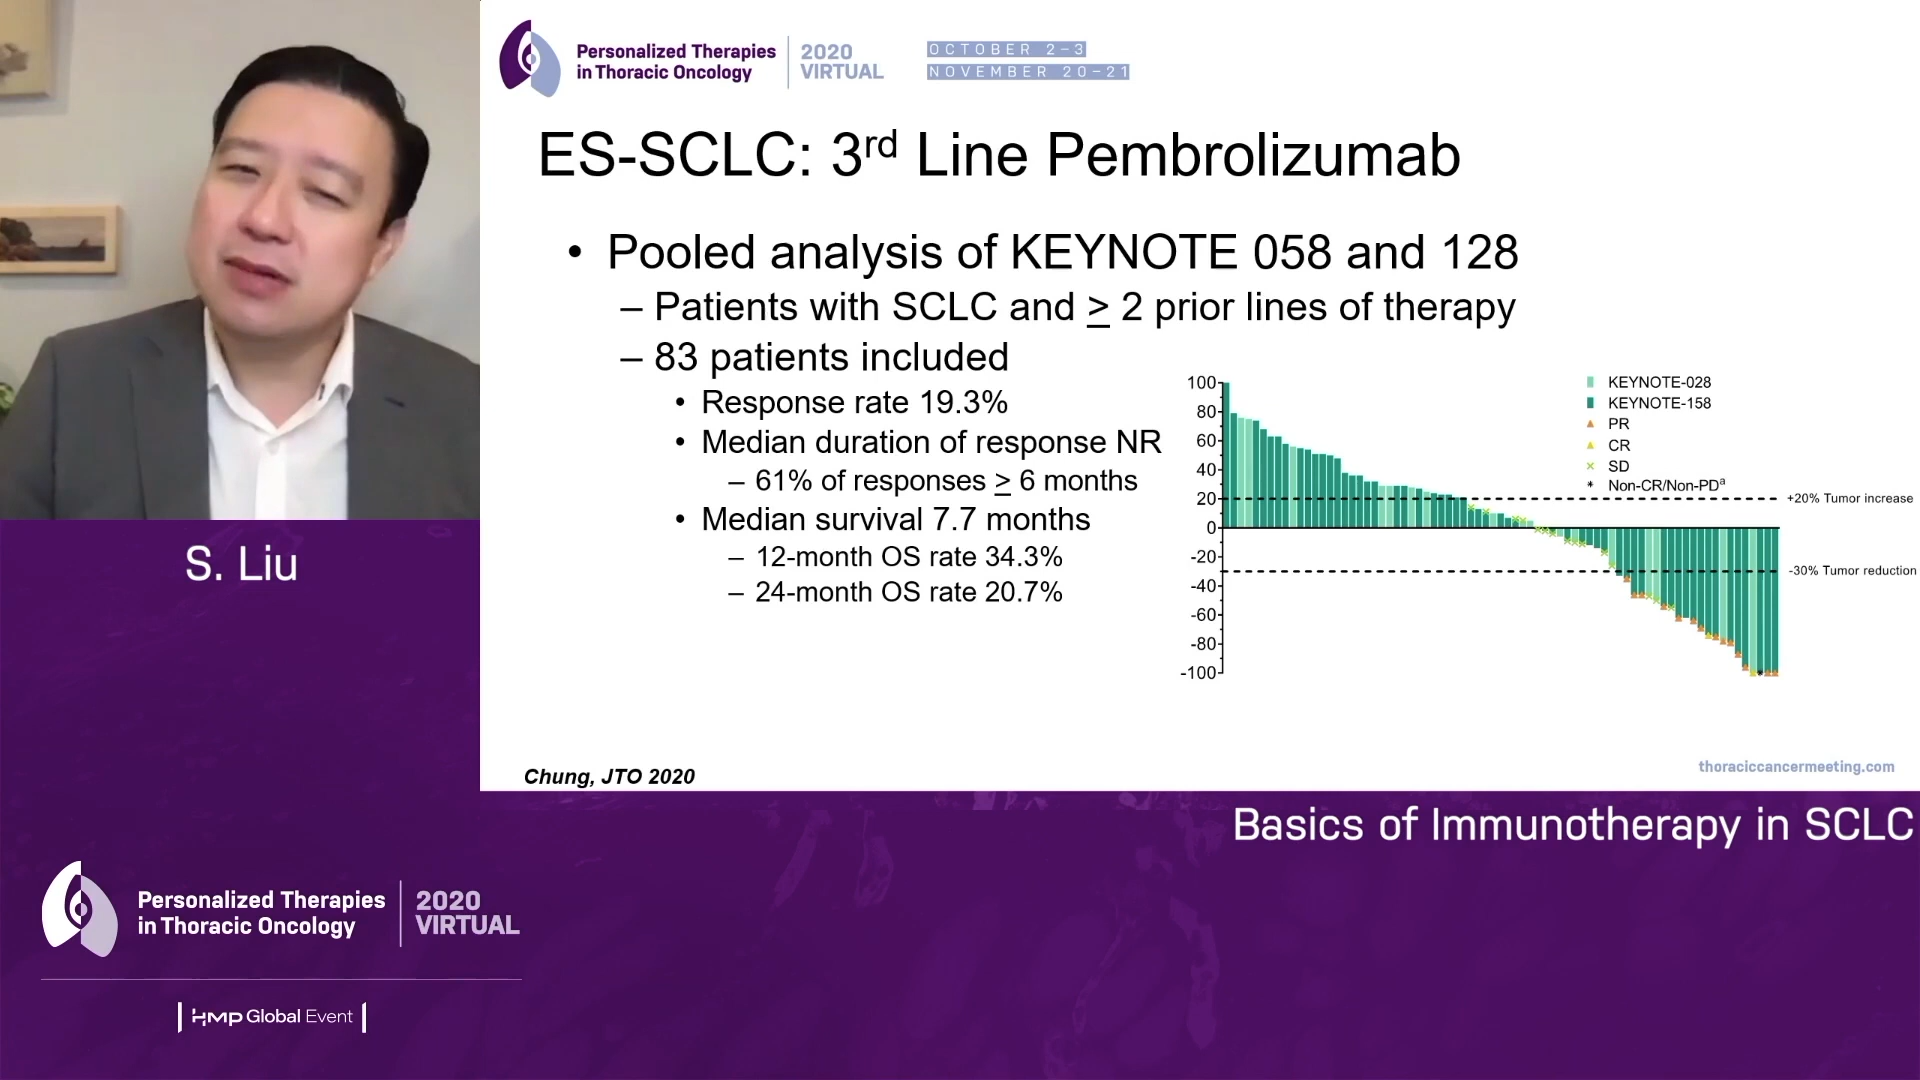 Personalized Therapies
in Thoracic Oncology
2020
VIRTUAL
OCTOBER 2–3
NOVEMBER 20–21
ES-SCLC: 3rd Line Pembrolizumab
• Pooled analysis of KEYNOTE 058 and 128
– Patients with SCLC and ≥ 2 prior lines of therapy
– 83 patients included
• Response rate 19.3%
• Median duration of response NR
– 61% of responses ≥ 6 months
• Median survival 7.7 months
– 12-month OS rate 34.3%
– 24-month OS rate 20.7%
100
80
60
40
20
0
-20
-40
-60
-80
-100
KEYNOTE-028
KEYNOTE-158
PR
CR
SD
Non-CR/Non-PDa
+20% Tumor increase
-30% Tumor reduction
Chung, JTO 2020
thoraciccancermeeting.com
S. Liu
Basics of Immunotherapy in SCLC
Personalized Therapies
in Thoracic Oncology
2020
VIRTUAL
HMP Global Event